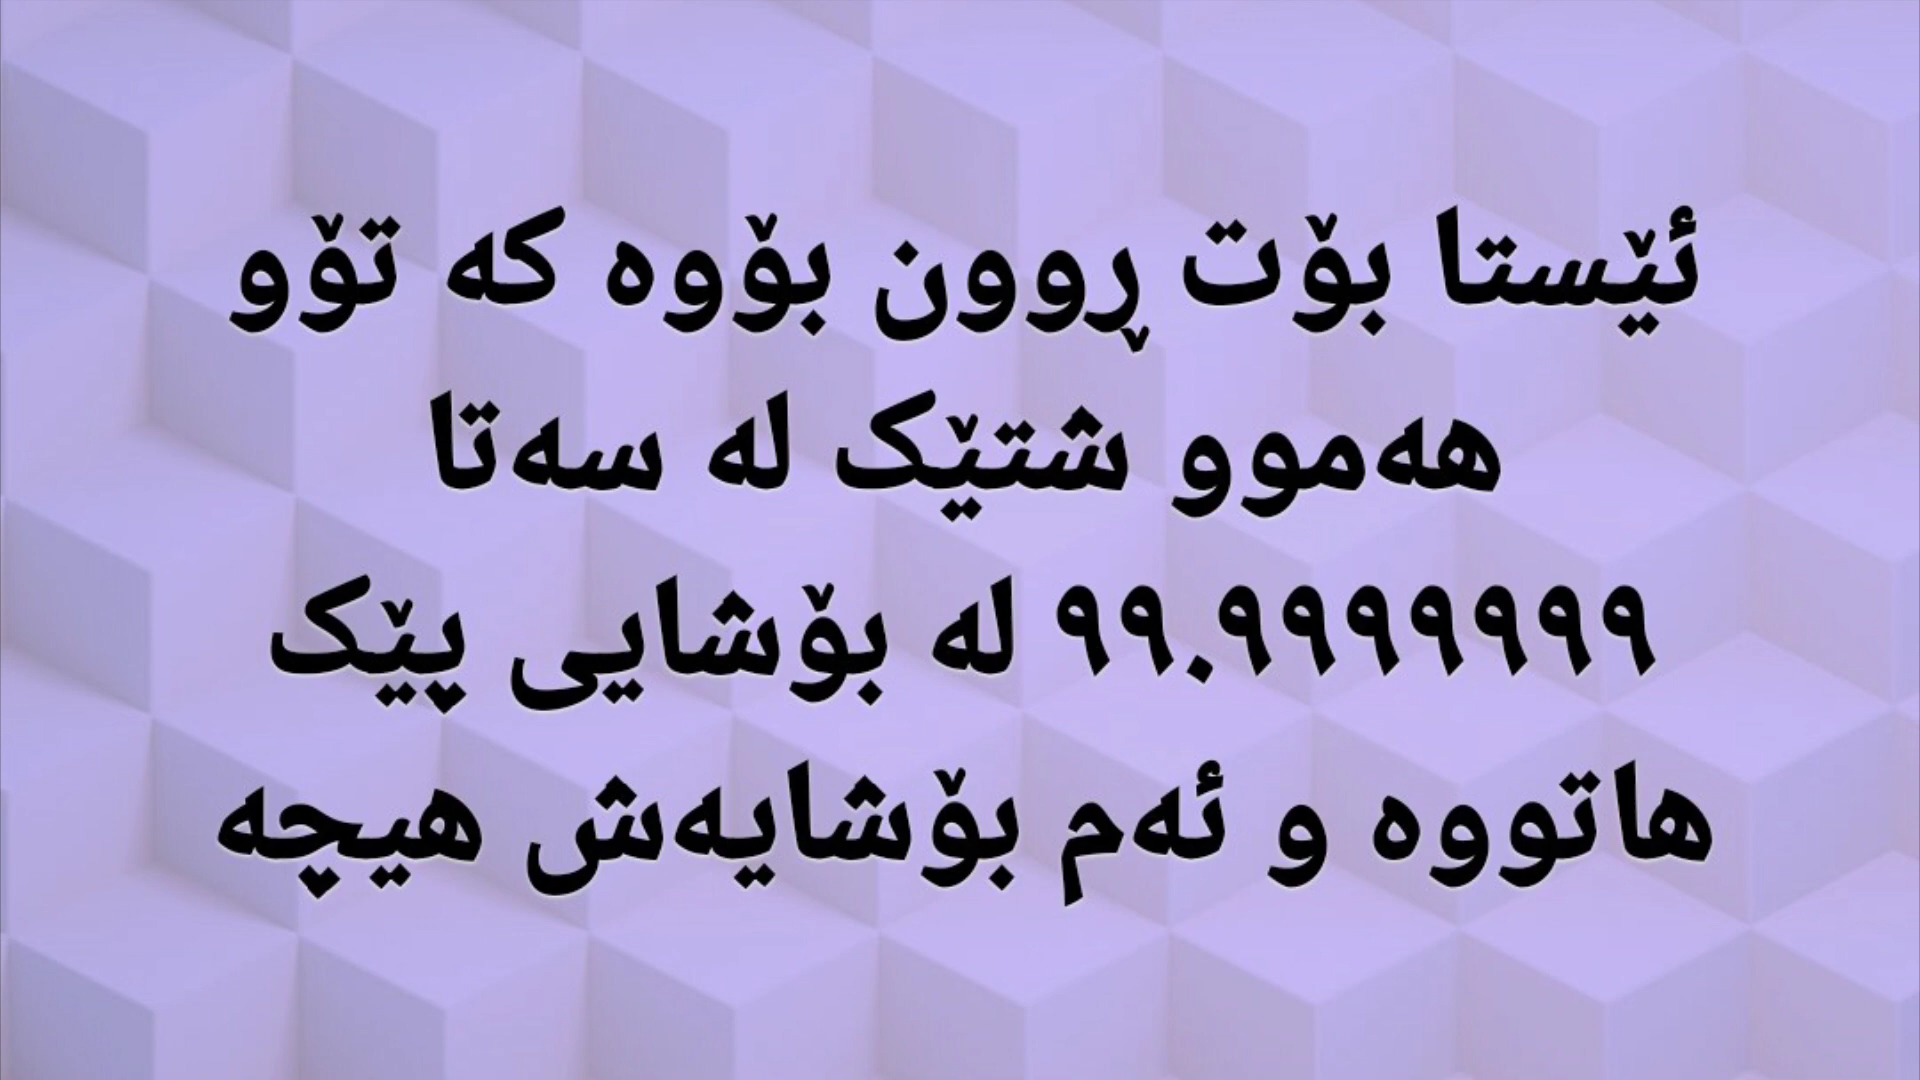 ئێستا بۆت ڕوون بۆوە کە تۆو
هەموو شتێک لە سەتا
٩٩.٩٩٩٩٩٩٩ لە بۆشایی پێک
هاتووە و ئەم بۆشایەش هیچە